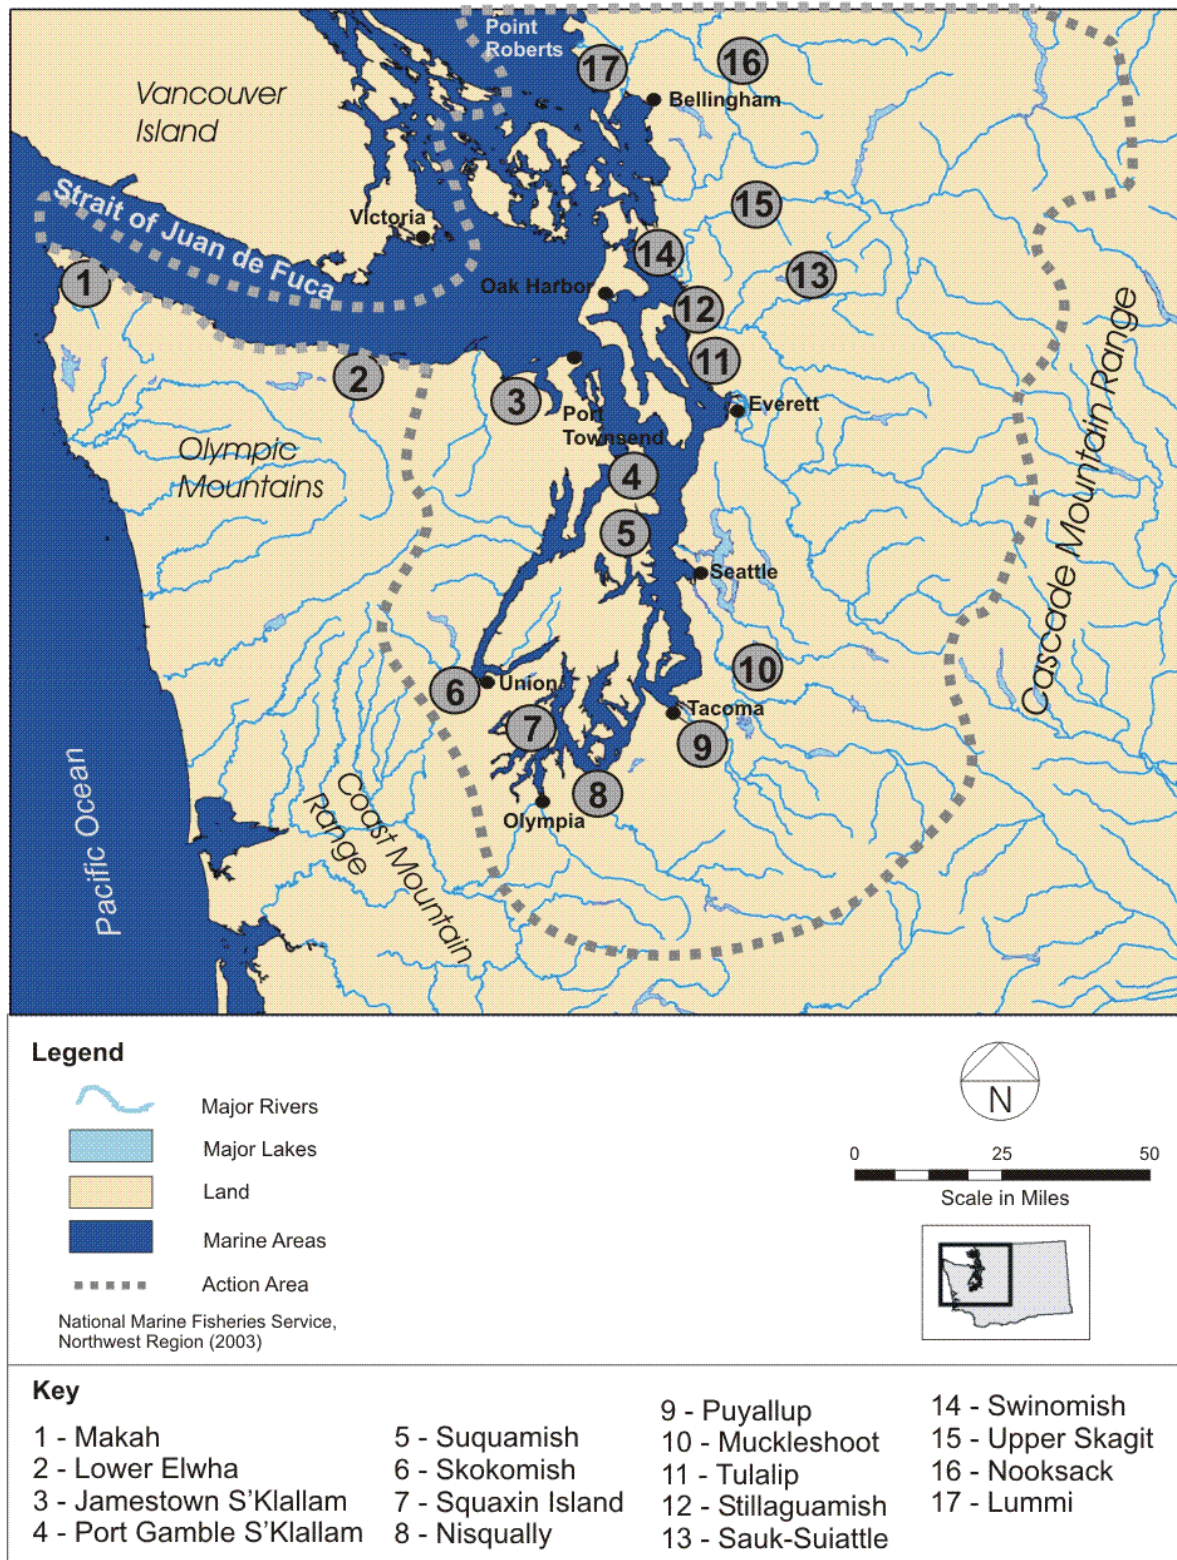 Point
Roberts
17
16
Bellingham
Vancouver
Island
Strait of Juan de Fuca
Victoria
15
14
13
1
Oak Harbor
12
11
2
3
Everett
Port
Townsend
Olympic
Mountains
4
5
Seattle
Cascade Mountain Range
10
6
Union
7
Tacoma
9
8
Olympia
Pacific Ocean
Coast Mountain
Range
Legend
Major Rivers
Major Lakes
Land
Marine Areas
Action Area
National Marine Fisheries Service,
Northwest Region (2003)
N
0 25 50
Scale in Miles
Key
1 - Makah
2 - Lower Elwha
3 - Jamestown S'Klallam
4 - Port Gamble S'Klallam
5 - Suquamish
6 - Skokomish
7 - Squaxin Island
8 - Nisqually
9 - Puyallup
10 - Muckleshoot
11 - Tulalip
12 - Stillaguamish
13 - Sauk-Suiattle
14 - Swinomish
15 - Upper Skagit
16 - Nooksack
17 - Lummi